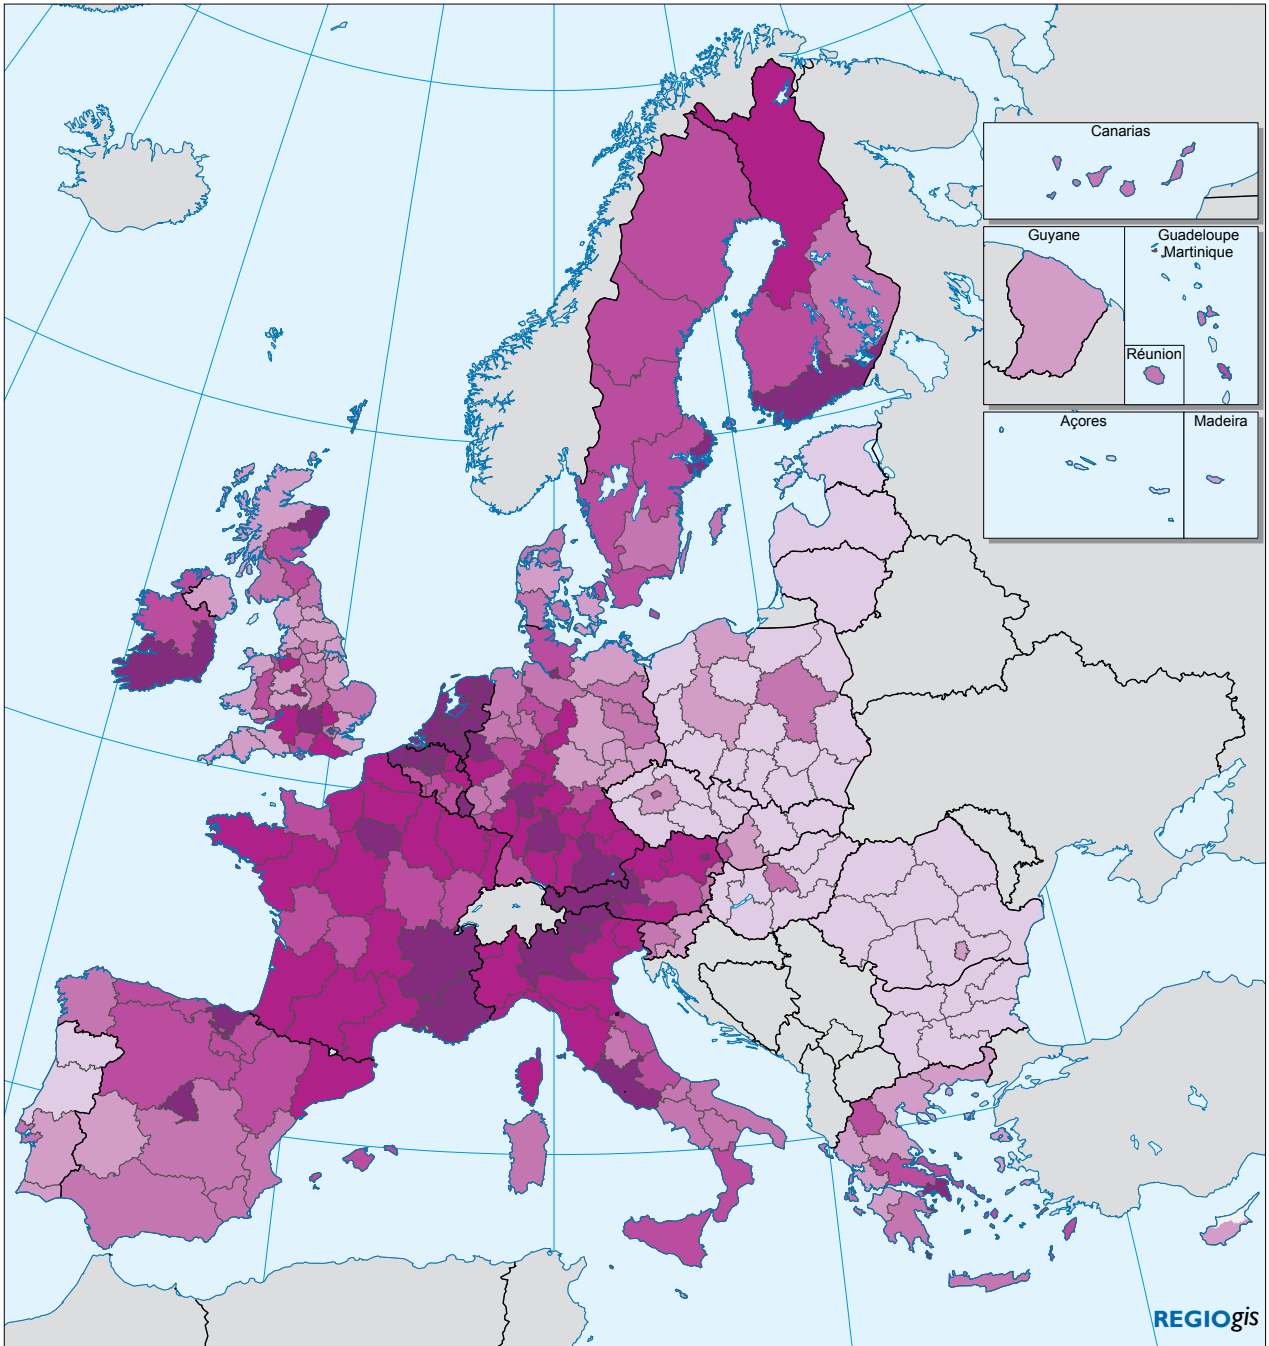 Canarias
Guyane
Guadeloupe
Martinique
Réunion
Açores
Madeira
REGIOgis